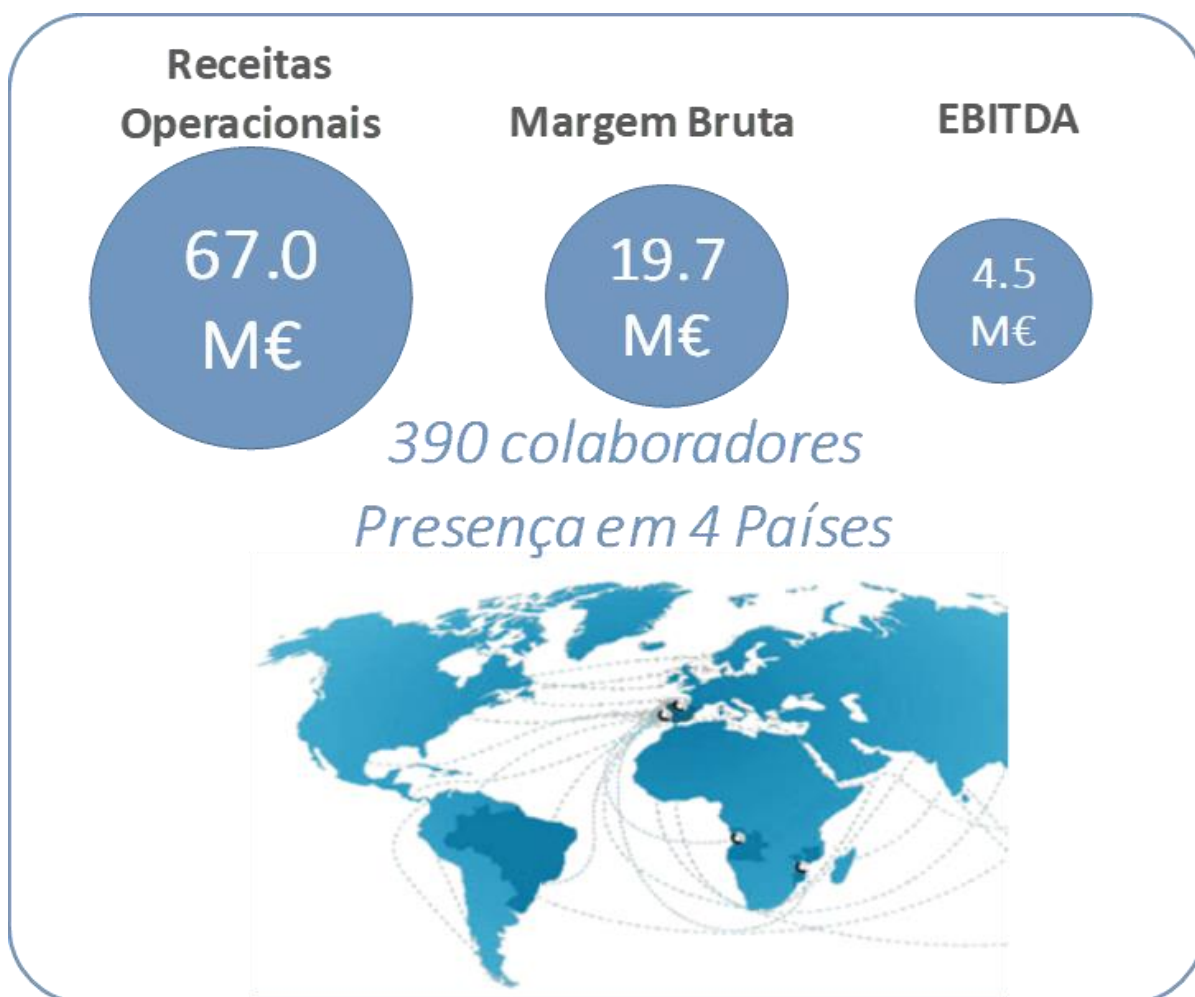 Receitas
Operacionais
Margem Bruta
EBITDA
67.0
M€
19.7
M€
4.5
M€
390 colaboradores
Presença em 4 Países